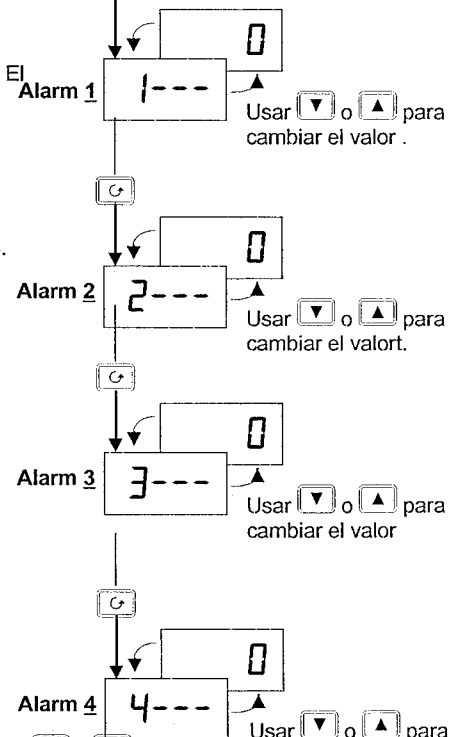 0
El
Alarm 1
1---
Usar ▼ o ▲ para
cambiar el valor .
0
Alarm 2
2---
Usar ▼ o ▲ para
cambiar el valort.
0
Alarm 3
3---
Usar ▼ o ▲ para
cambiar el valor
0
Alarm 4
4---
Usar ▼ o ▲ para